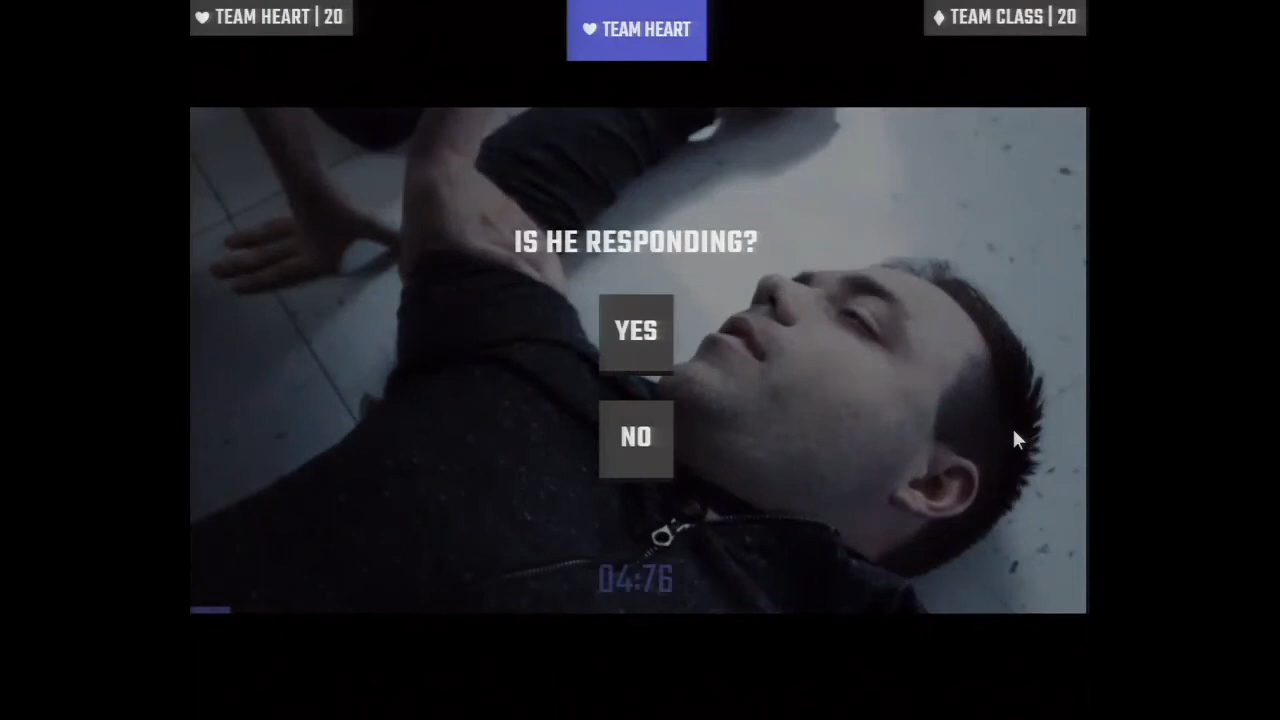 TEAM HEART | 20
TEAM HEART
TEAM CLASS | 20
IS HE RESPONDING?
YES
NO
04:76